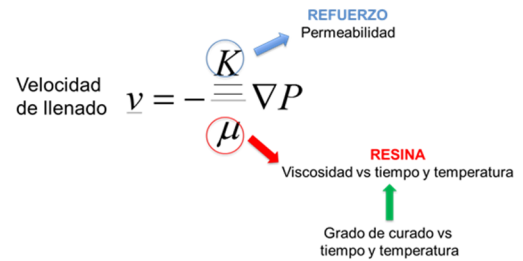 REFUERZO
Permeabilidad
Velocidad
de llenado
v = − K/μ ∇P
RESINA
Viscosidad vs tiempo y temperatura
Grado de curado vs
tiempo y temperatura